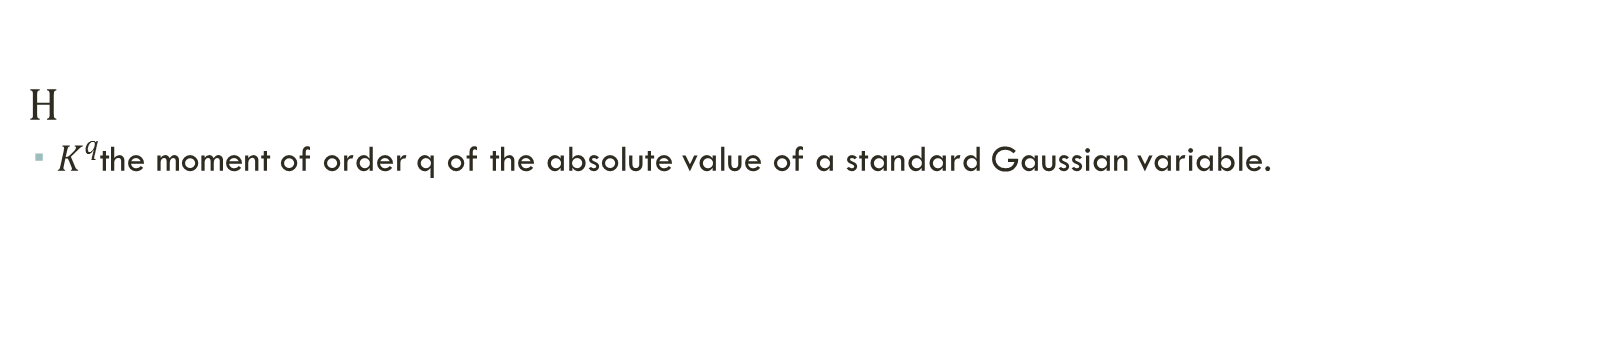 H
▪ K^q the moment of order q of the absolute value of a standard Gaussian variable.